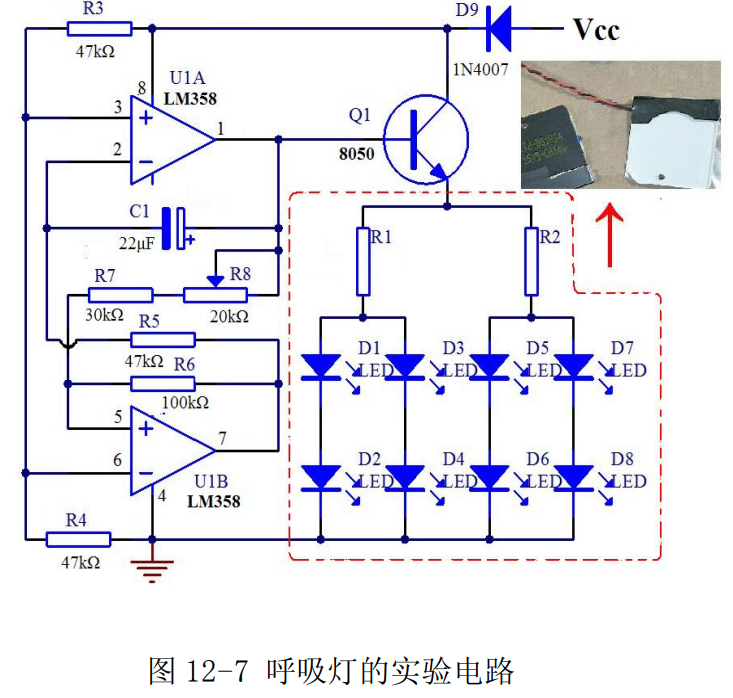 R3
47kΩ
D9
Vcc
1N4007
8
U1A
LM358
3
2
1
Q1
8050
C1
22μF
+
R1
R2
R7
30kΩ
R8
20kΩ
R5
47kΩ
R6
100kΩ
D1
LED
D3
LED
D5
LED
D7
LED
5
6
7
4
U1B
LM358
D2
LED
D4
LED
D6
LED
D8
LED
R4
47kΩ
图 12-7 呼吸灯的实验电路